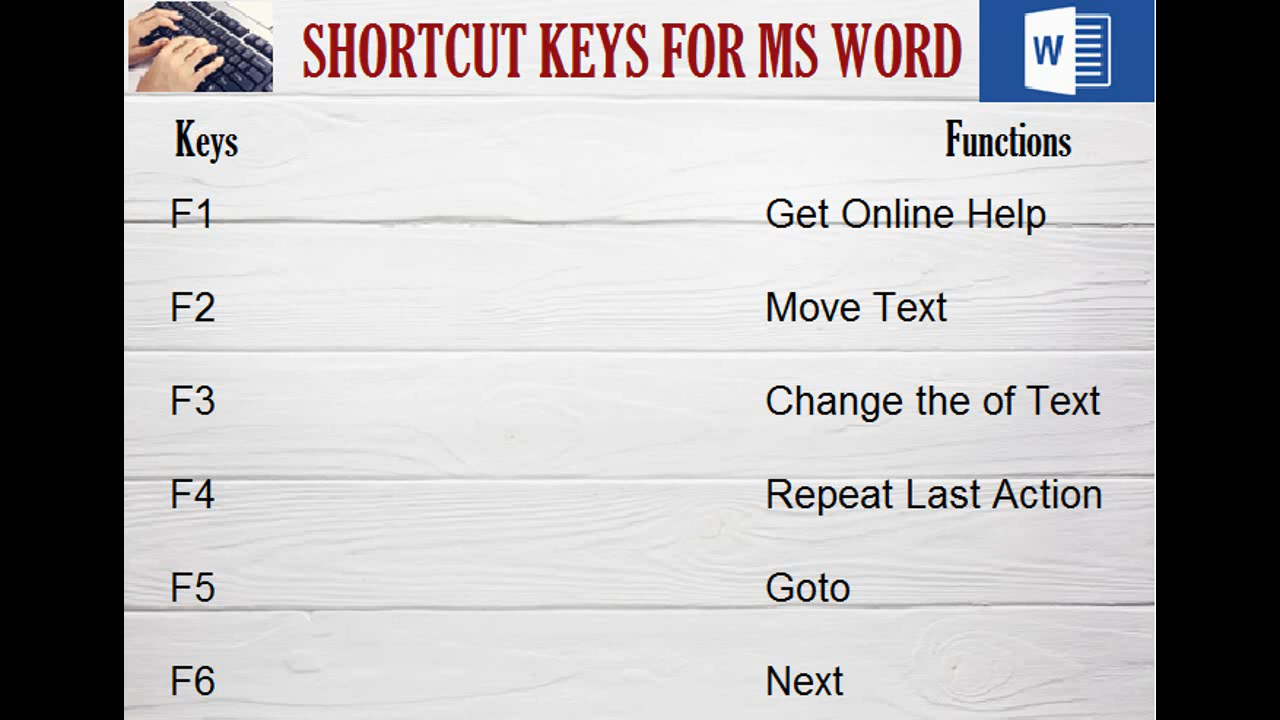 SHORTCUT KEYS FOR MS WORD
W
Keys Functions
F1 Get Online Help
F2 Move Text
F3 Change the of Text
F4 Repeat Last Action
F5 Goto
F6 Next